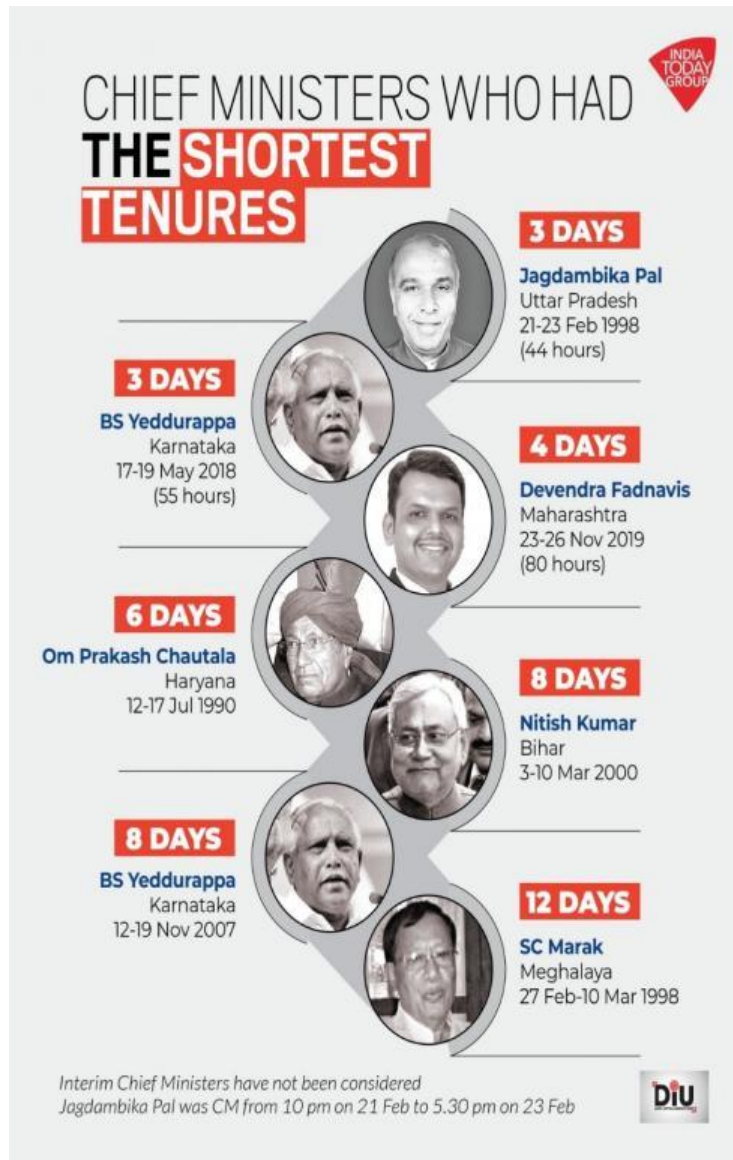 INDIA
TODAY
GROUP
CHIEF MINISTERS WHO HAD
THE SHORTEST
TENURES
3 DAYS
Jagdambika Pal
Uttar Pradesh
21-23 Feb 1998
(44 hours)
3 DAYS
BS Yeddurappa
Karnataka
17-19 May 2018
(55 hours)
4 DAYS
Devendra Fadnavis
Maharashtra
23-26 Nov 2019
(80 hours)
6 DAYS
Om Prakash Chautala
Haryana
12-17 Jul 1990
8 DAYS
Nitish Kumar
Bihar
3-10 Mar 2000
8 DAYS
BS Yeddurappa
Karnataka
12-19 Nov 2007
12 DAYS
SC Marak
Meghalaya
27 Feb-10 Mar 1998
Interim Chief Ministers have not been considered
Jagdambika Pal was CM from 10 pm on 21 Feb to 5.30 pm on 23 Feb
DiU